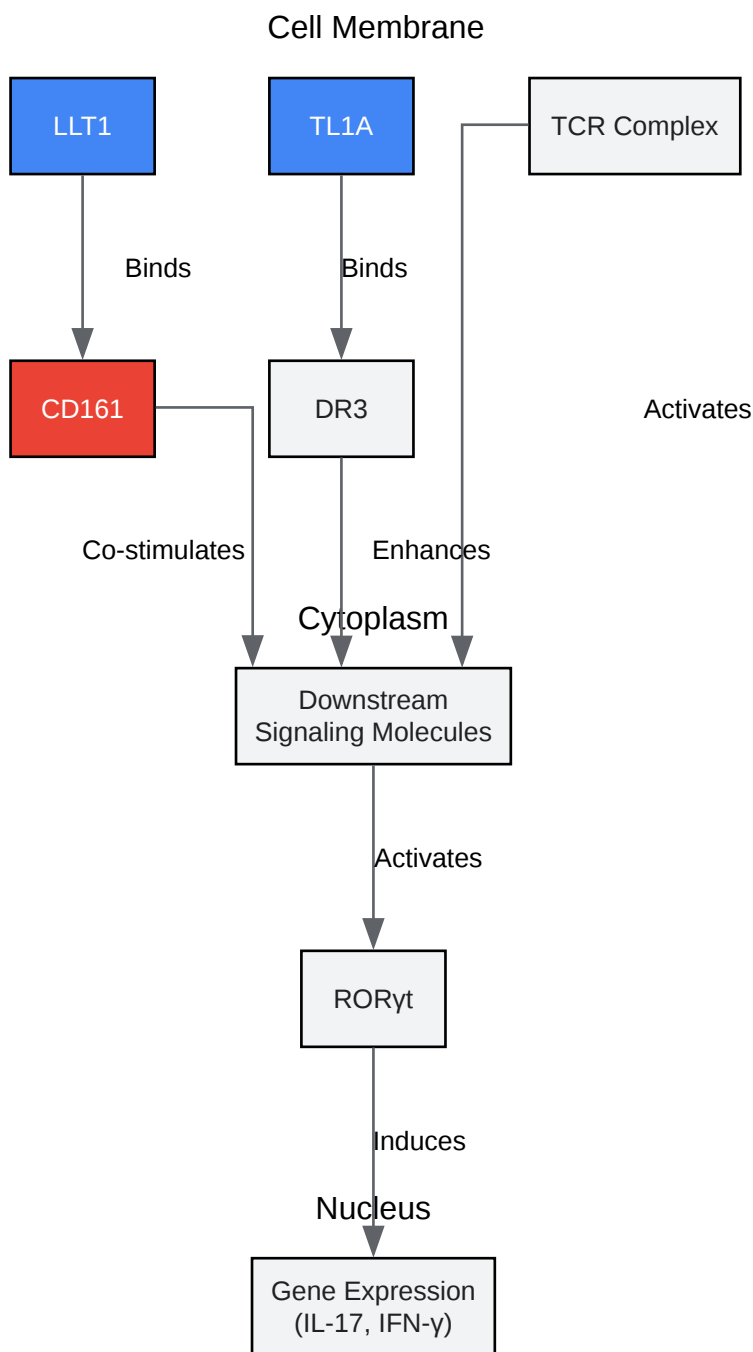 Cell Membrane
LLT1
TL1A
TCR Complex
Binds
Binds
CD161
DR3
Activates
Co-stimulates
Enhances
Cytoplasm
Downstream
Signaling Molecules
Activates
RORγt
Induces
Nucleus
Gene Expression
(IL-17, IFN-γ)